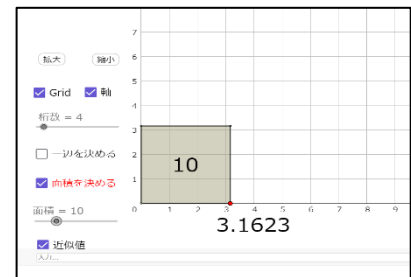 拡大 縮小
Grid 軸
桁数 = 4
一辺を決める
面積を決める
面積 = 10
近似値
入力...
7
6
5
4
3
2
1
0 1 2 3 4 5 6 7 8 9
10
3.1623